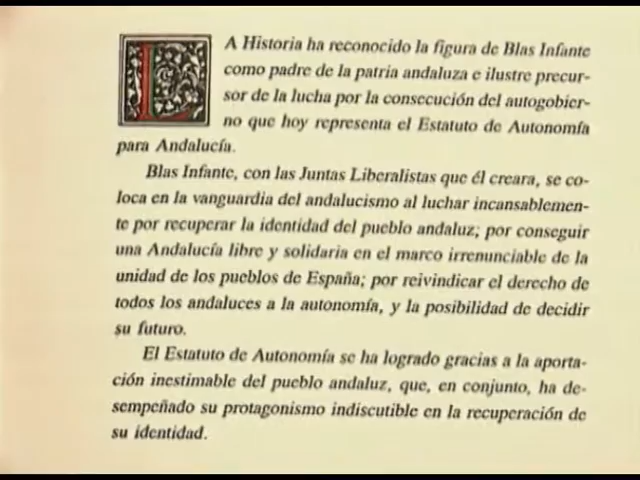 LA Historia ha reconocido la figura de Blas Infante
como padre de la patria andaluza e ilustre precur-
sor de la lucha por la consecución del autogobier-
no que hoy representa el Estatuto de Autonomía
para Andalucía.
Blas Infante, con las Juntas Liberalistas que él creara, se co-
loca en la vanguardia del andalucismo al luchar incansablemen-
te por recuperar la identidad del pueblo andaluz; por conseguir
una Andalucía libre y solidaria en el marco irrenunciable de la
unidad de los pueblos de España; por reivindicar el derecho de
todos los andaluces a la autonomía, y la posibilidad de decidir
su futuro.
El Estatuto de Autonomía se ha logrado gracias a la aporta-
ción inestimable del pueblo andaluz, que, en conjunto, ha de-
sempeñado su protagonismo indiscutible en la recuperación de
su identidad.